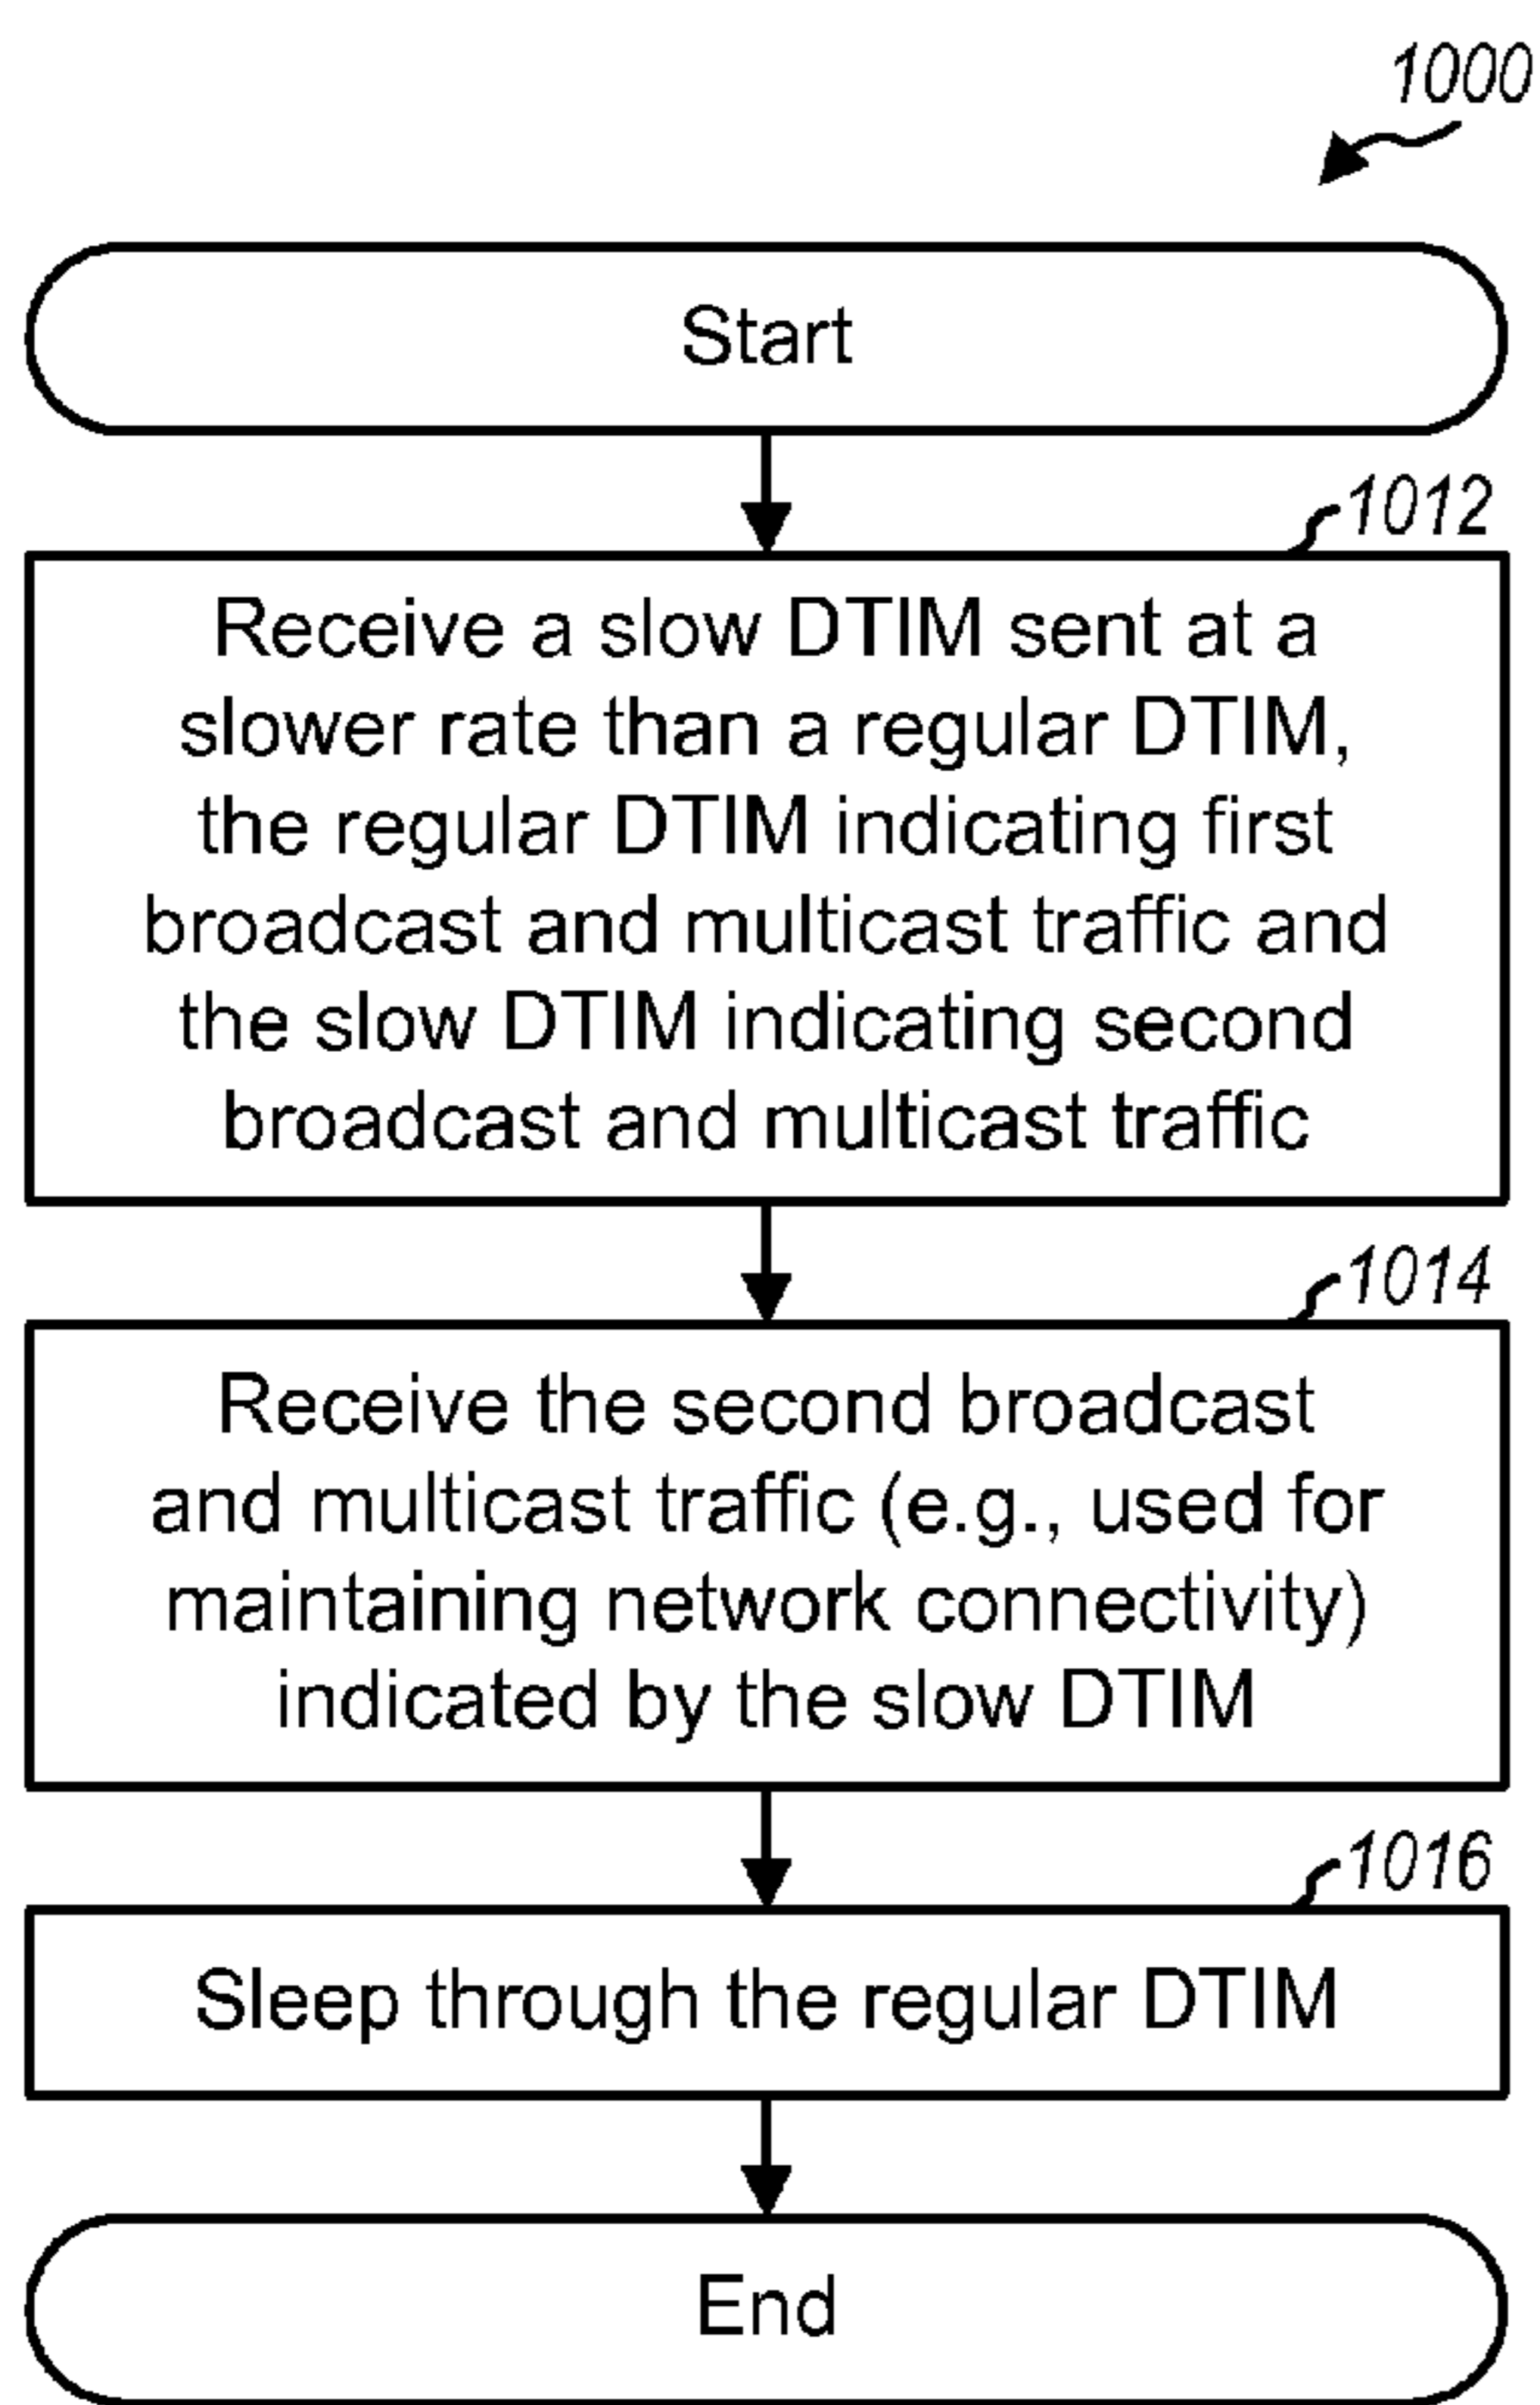 1000
Start
1012
Receive a slow DTIM sent at a
slower rate than a regular DTIM,
the regular DTIM indicating first
broadcast and multicast traffic and
the slow DTIM indicating second
broadcast and multicast traffic
1014
Receive the second broadcast
and multicast traffic (e.g., used for
maintaining network connectivity)
indicated by the slow DTIM
1016
Sleep through the regular DTIM
End